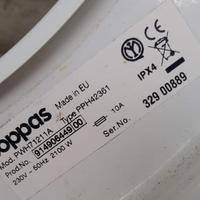 oppas
Made in EU
Mod. PWH71211A
Type PPH42361
Prod.No. 914906449 00
230V~50Hz 2100 W
10A
IPX4
Ser.No.
329 00889